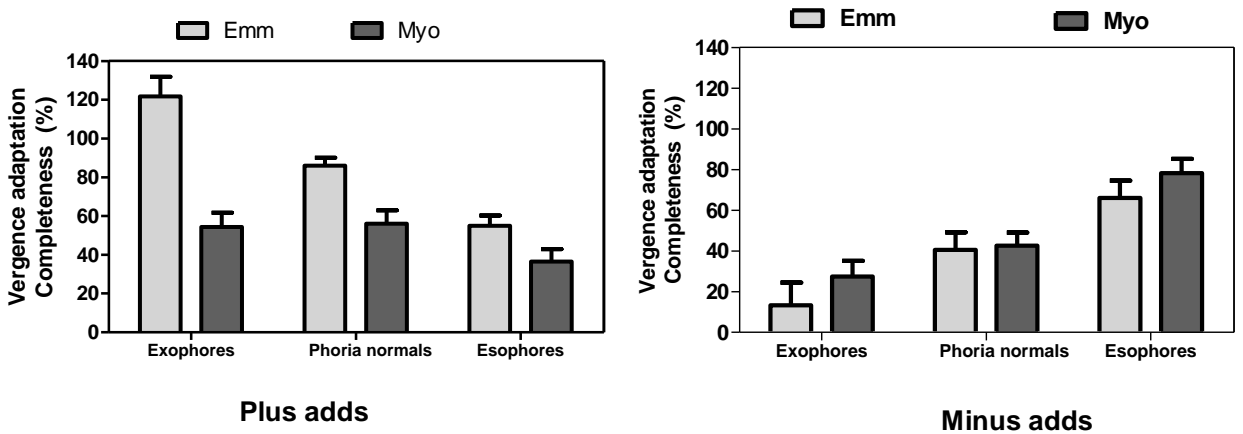 Emm Myo
Vergence adaptation
Completeness (%)
140
120
100
80
60
40
20
0
Exophores Phoria normals Esophores
Plus adds
Emm Myo
Vergence adaptation
Completeness (%)
140
120
100
80
60
40
20
0
Exophores Phoria normals Esophores
Minus adds